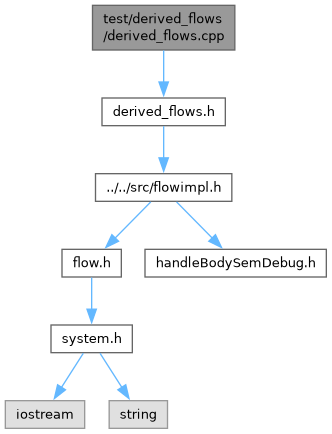 test/derived_flows
/derived_flows.cpp
derived_flows.h
../../src/flowimpl.h
flow.h
handleBodySemDebug.h
system.h
iostream
string